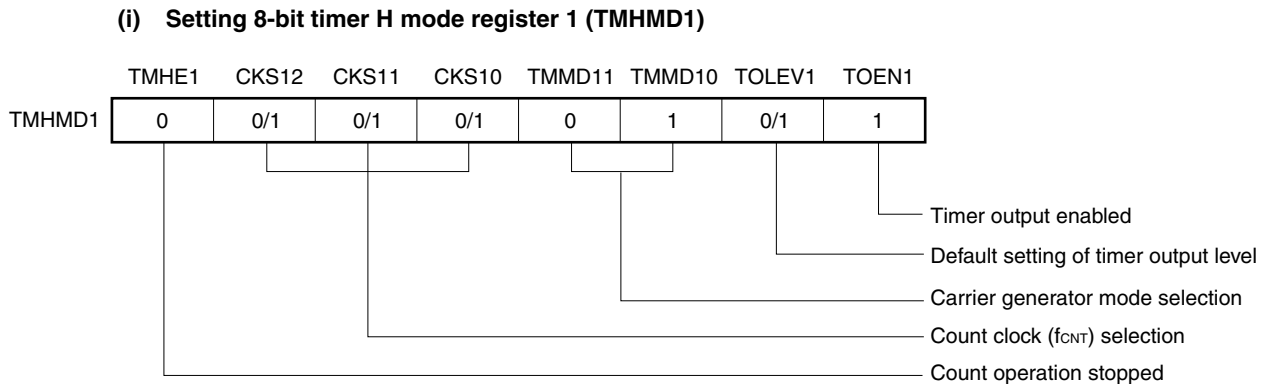 (i) Setting 8-bit timer H mode register 1 (TMHMD1)
TMHE1 CKS12 CKS11 CKS10 TMMD11 TMMD10 TOLEV1 TOEN1
TMHMD1 0 0/1 0/1 0/1 0 1 0/1 1
Timer output enabled
Default setting of timer output level
Carrier generator mode selection
Count clock (fCNT) selection
Count operation stopped